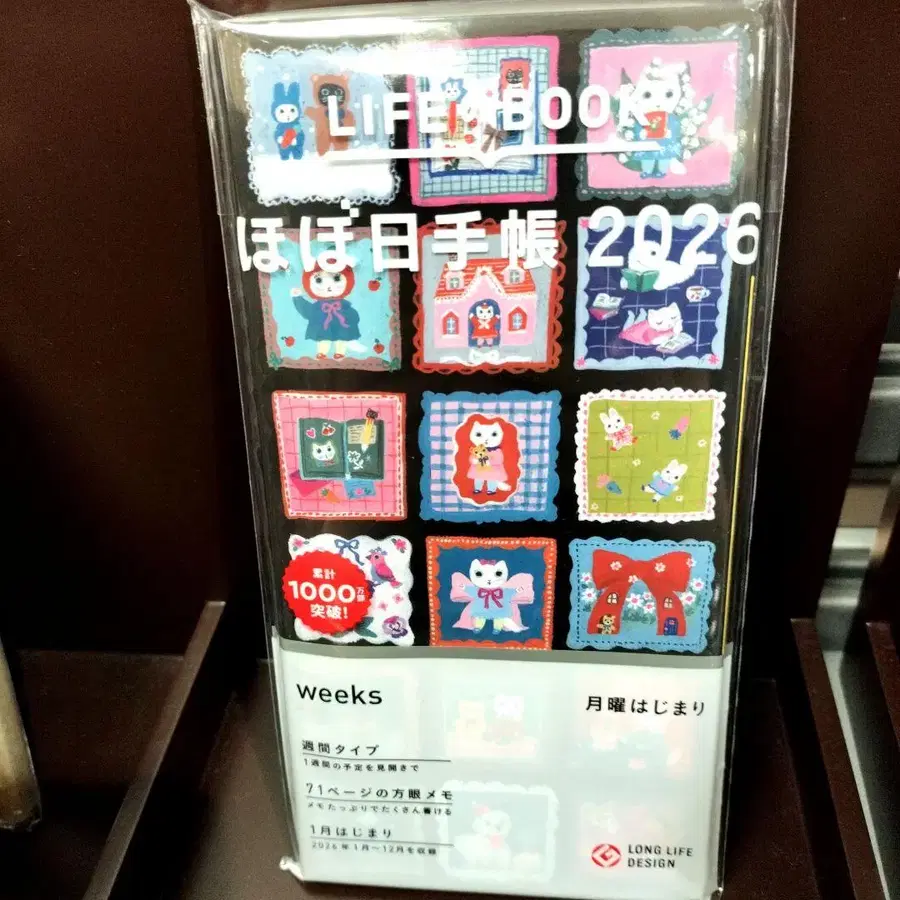 LIFE BOOK
ほぼ日手帳 2026
累計
1000万部
突破!
weeks
月曜はじまり
週間タイプ
1週間の予定を見開きで
71ページの方眼メモ
メモたっぷりでたくさん書ける
1月はじまり
2026年1月〜12月を収録
LONG LIFE
DESIGN